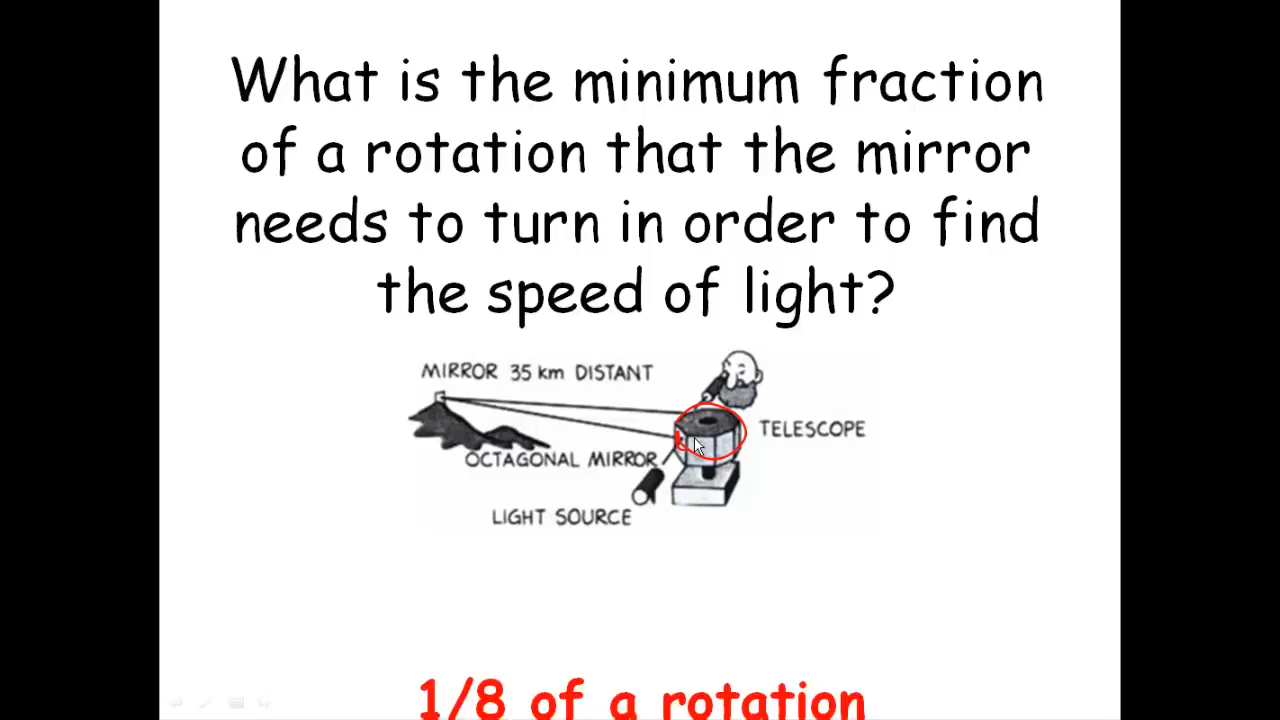 What is the minimum fraction
of a rotation that the mirror
needs to turn in order to find
the speed of light?
MIRROR 35 km DISTANT
TELESCOPE
OCTAGONAL MIRROR
LIGHT SOURCE
1/8 of a rotation